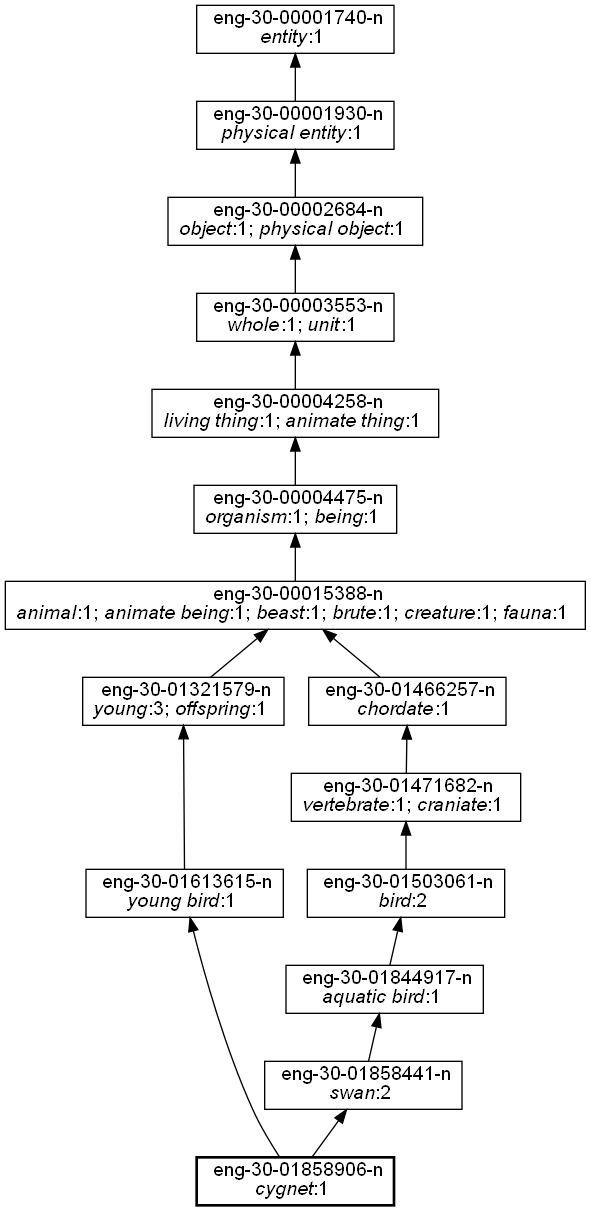 eng-30-00001740-n
entity:1
eng-30-00001930-n
physical entity:1
eng-30-00002684-n
object:1; physical object:1
eng-30-00003553-n
whole:1; unit:1
eng-30-00004258-n
living thing:1; animate thing:1
eng-30-00004475-n
organism:1; being:1
eng-30-00015388-n
animal:1; animate being:1; beast:1; brute:1; creature:1; fauna:1
eng-30-01321579-n
young:3; offspring:1
eng-30-01466257-n
chordate:1
eng-30-01471682-n
vertebrate:1; craniate:1
eng-30-01613615-n
young bird:1
eng-30-01503061-n
bird:2
eng-30-01844917-n
aquatic bird:1
eng-30-01858441-n
swan:2
eng-30-01858906-n
cygnet:1